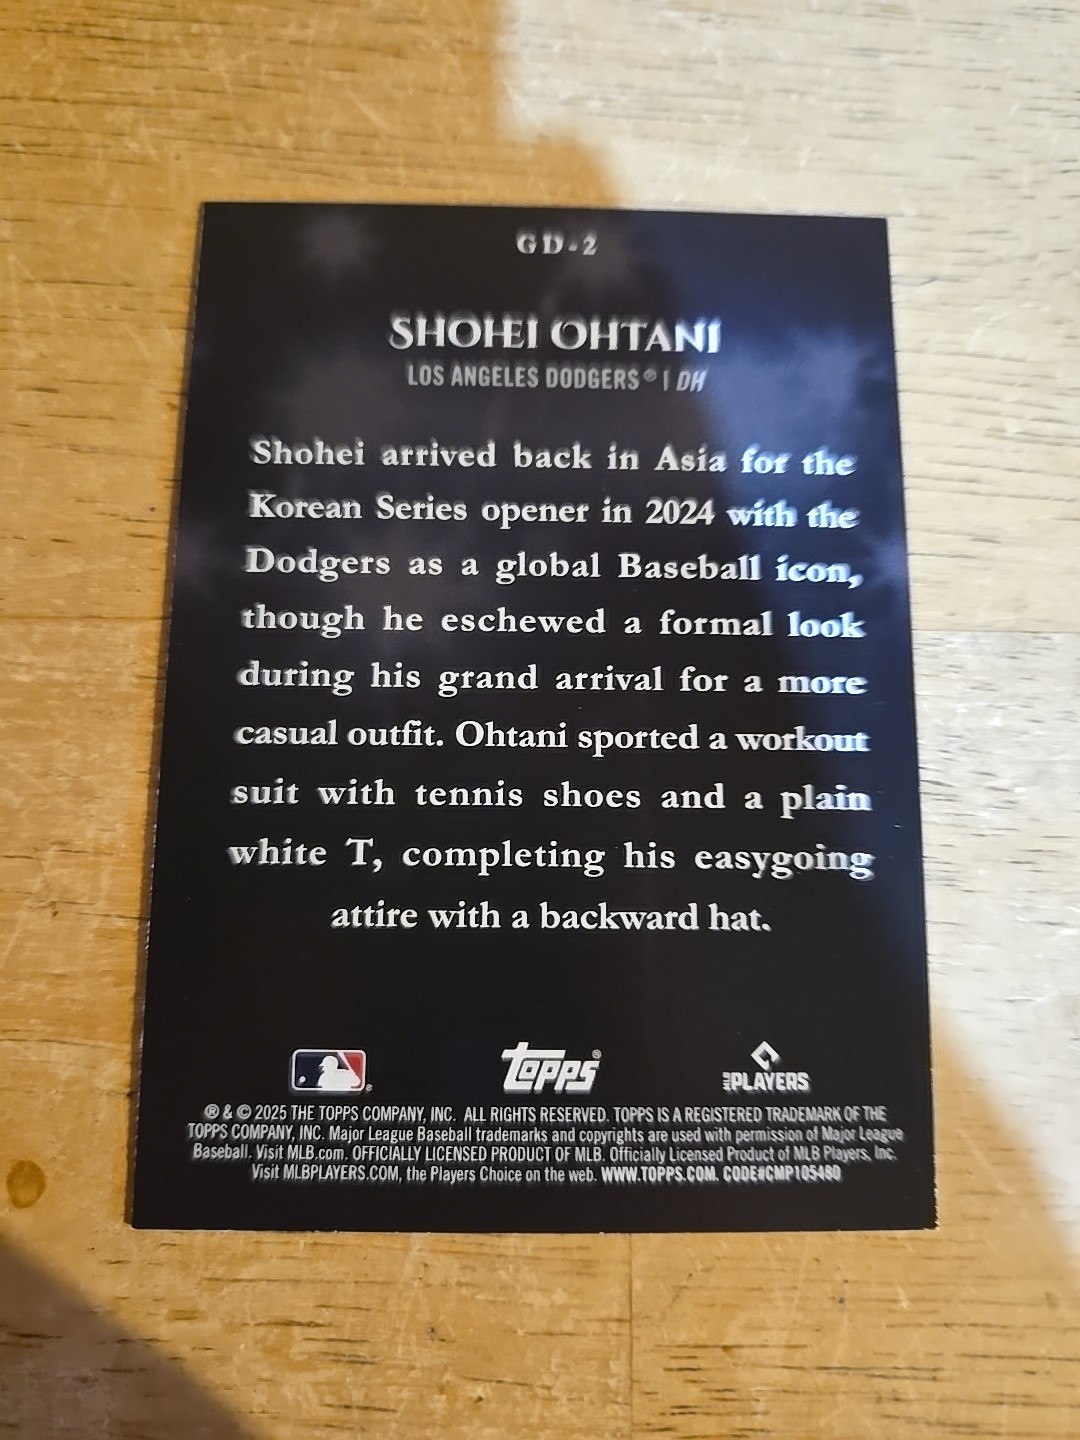 GD-2
SHOHEI OHTANI
LOS ANGELES DODGERS® | DH
Shohei arrived back in Asia for the
Korean Series opener in 2024 with the
Dodgers as a global Baseball icon,
though he eschewed a formal look
during his grand arrival for a more
casual outfit. Ohtani sported a workout
suit with tennis shoes and a plain
white T, completing his easygoing
attire with a backward hat.
topps®
MLB PLAYERS
® & © 2025 THE TOPPS COMPANY, INC. ALL RIGHTS RESERVED. TOPPS IS A REGISTERED TRADEMARK OF THE
TOPPS COMPANY, INC. Major League Baseball trademarks and copyrights are used with permission of Major League
Baseball. Visit MLB.com. OFFICIALLY LICENSED PRODUCT OF MLB. Officially Licensed Product of MLB Players, Inc.
Visit MLBPLAYERS.COM, the Players Choice on the web. WWW.TOPPS.COM. CODE#CMP105480